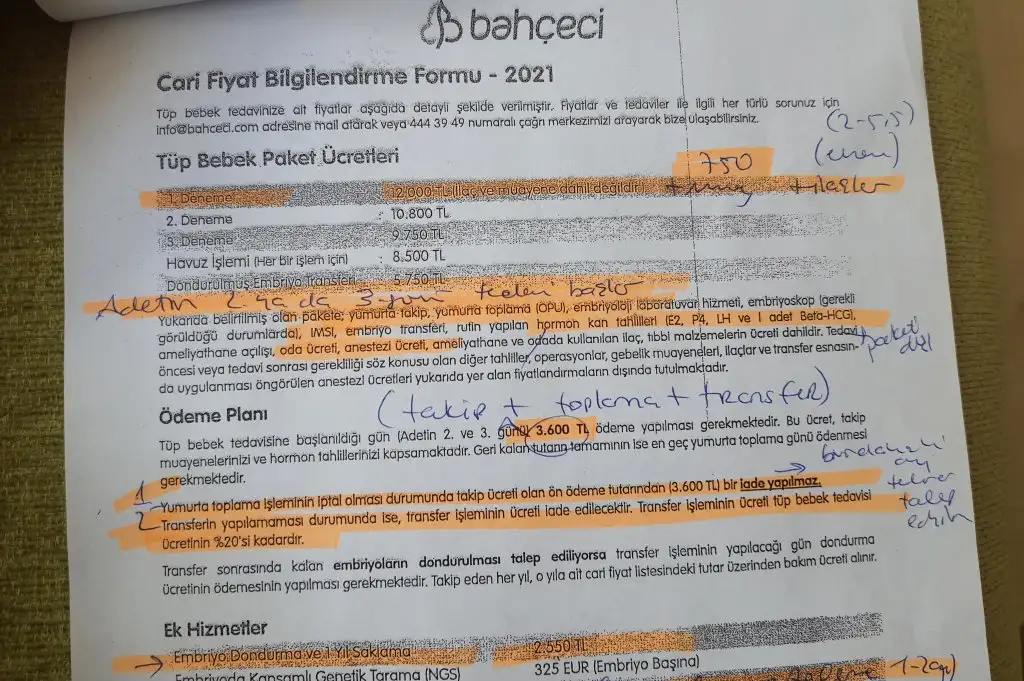 bahçeci
Cari Fiyat Bilgilendirme Formu - 2021
Tüp bebek tedavinize ait fiyatlar aşağıda detaylı şekilde verilmiştir. Fiyatlar ve tedaviler ile ilgili her türlü sorunuz için
info@bahceci.com adresine mail atarak veya 444 39 49 numaralı çağrı merkezimizi arayarak bize ulaşabilirsiniz.
(2-5,5)
Tüp Bebek Paket Ücretleri
750
1. Deneme 12.000 TL (İlaç ve muayene dahil değildir) + ilaçlar
2. Deneme : 10.800 TL
3. Deneme 9.750 TL
Havuz İşlemi (Her bir işlem için) : 8.500 TL
Dondurulmuş Embriyo Transferi 5.750 TL
Adetin 2. ya da 3. günü tedavi başlar
Yukarıda belirtilmiş olan pakete; yumurta takip, yumurta toplama (OPU), embriyoloji laboratuvar hizmeti, embriyoskop (gerekli
görüldüğü durumlarda), IMSI, embriyo transferi, rutin yapılan hormon kan tahlilleri (E2, P4, LH ve 1 adet Beta-HCG),
ameliyathane açılışı, oda ücreti, anestezi ücreti, ameliyathane ve odada kullanılan ilaç, tıbbi malzemelerin ücreti dahildir. Tedavi
öncesi veya tedavi sonrası gerekliliği söz konusu olan diğer tahliller, operasyonlar, gebelik muayeneleri, ilaçlar ve transfer esnasın-
da uygulanması öngörülen anestezi ücretleri yukarıda yer alan fiyatlandırmaların dışında tutulmaktadır.
(takip + toplama + transfer)
Ödeme Planı
Tüp bebek tedavisine başlanıldığı gün (Adetin 2. ve 3. günü) 3.600 TL ödeme yapılması gerekmektedir. Bu ücret, takip
muayenelerinizi ve hormon tahlillerinizi kapsamaktadır. Geri kalan tutarın tamamının ise en geç yumurta toplama günü ödenmesi
gerekmektedir.
1 Yumurta toplama işleminin iptal olması durumunda takip ücreti olan ön ödeme tutarından (3.600 TL) bir iade yapılmaz.
2 Transferin yapılamaması durumunda ise, transfer işleminin ücreti iade edilecektir. Transfer işleminin ücreti tüp bebek tedavisi
ücretinin %20'si kadardır.
Transfer sonrasında kalan embriyoların dondurulması talep ediliyorsa transfer işleminin yapılacağı gün dondurma
ücretinin ödemesinin yapılması gerekmektedir. Takip eden her yıl, o yıla ait cari fiyat listesindeki tutar üzerinden bakım ücreti alınır.
Ek Hizmetler
→ Embriyo Dondurma ve 1 Yıl Saklama 2.550 TL
Embriyoda Kapsamlı Genetik Tarama (NGS) 325 EUR (Embriyo Başına)